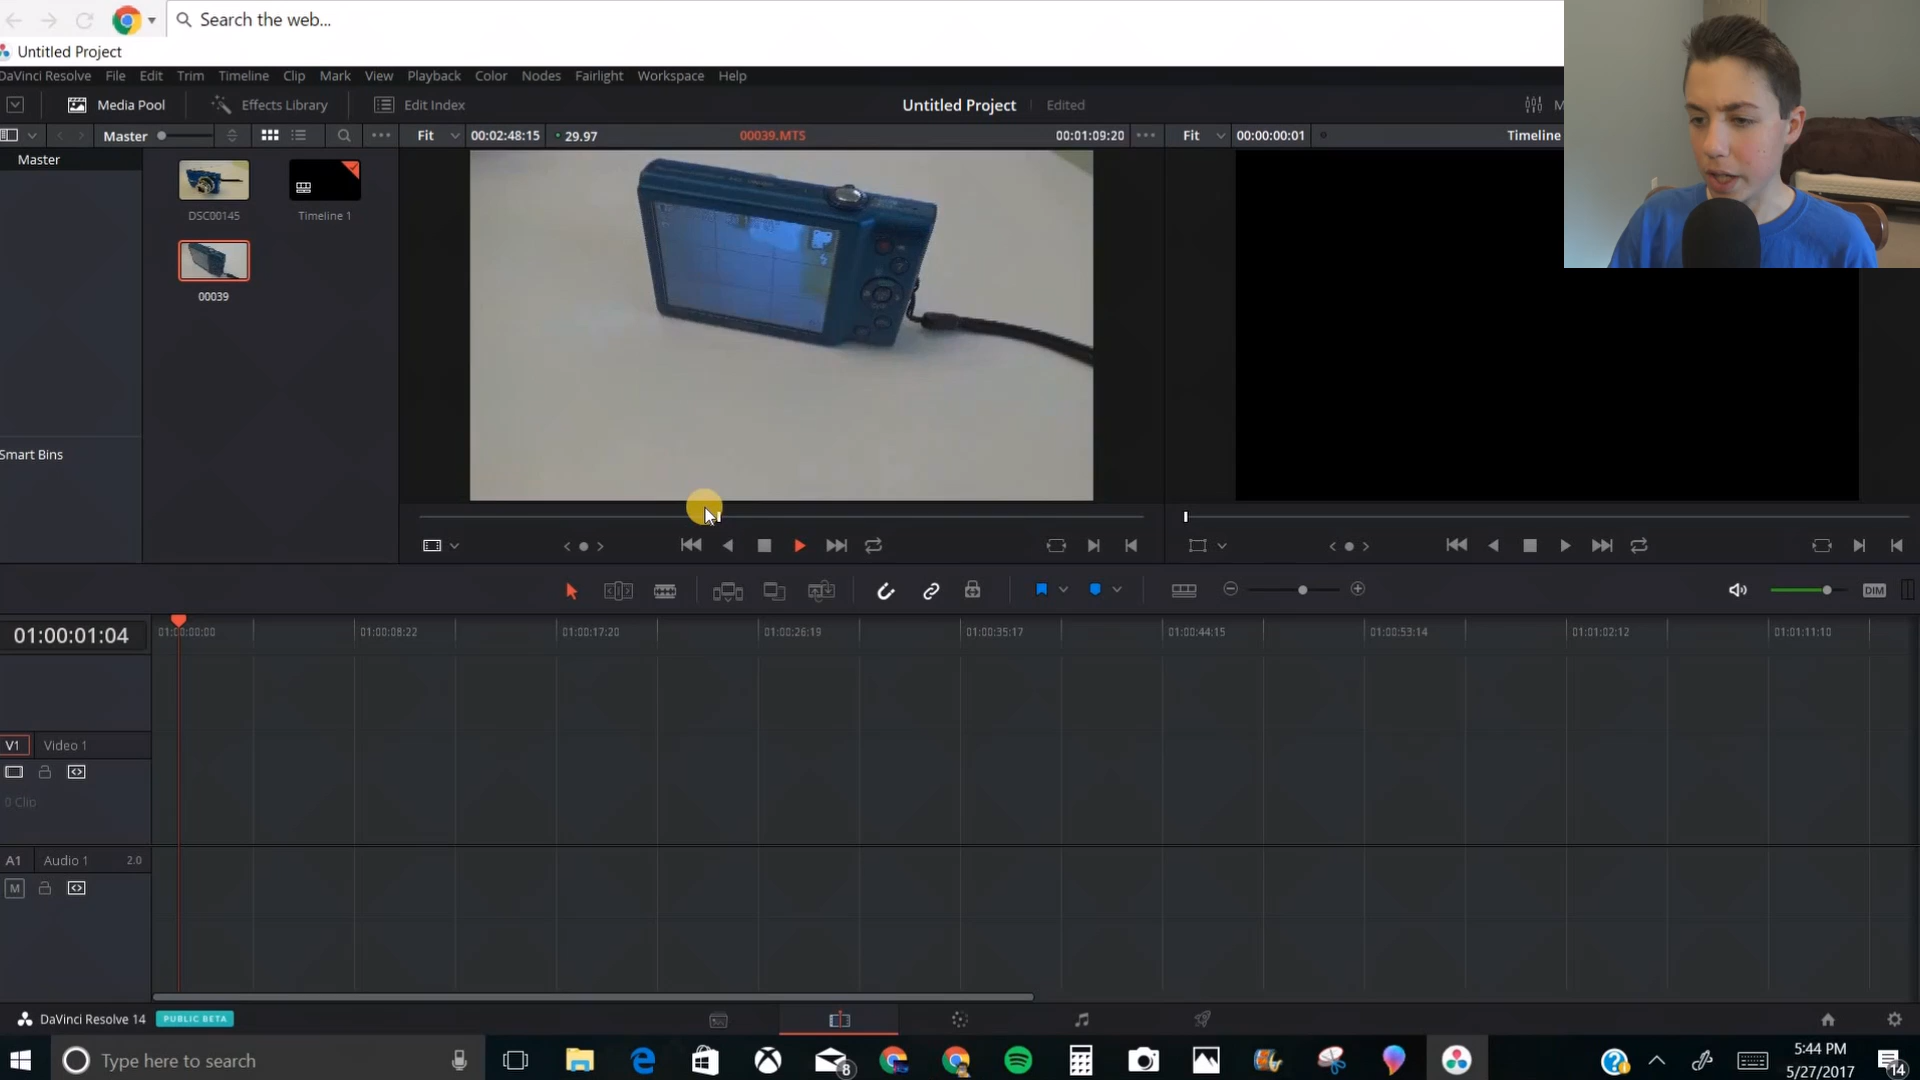 Search the web...
Untitled Project
DaVinci Resolve File Edit Trim Timeline Clip Mark View Playback Color Nodes Fairlight Workspace Help
Media Pool Effects Library Edit Index Untitled Project Edited M
Master Fit 00:02:48:15 29.97 00039.MTS 00:01:09:20 Fit 00:00:00:01 Timeline
Master
DSC00145 Timeline 1
00039
Smart Bins
DIM
01:00:01:04 01:00:00:00 01:00:08:22 01:00:17:20 01:00:26:19 01:00:35:17 01:00:44:15 01:00:53:14 01:01:02:12 01:01:11:10
V1 Video 1
0 Clip
A1 Audio 1 2.0
M
DaVinci Resolve 14 PUBLIC BETA
Type here to search 8 5:44 PM
5/27/2017 14